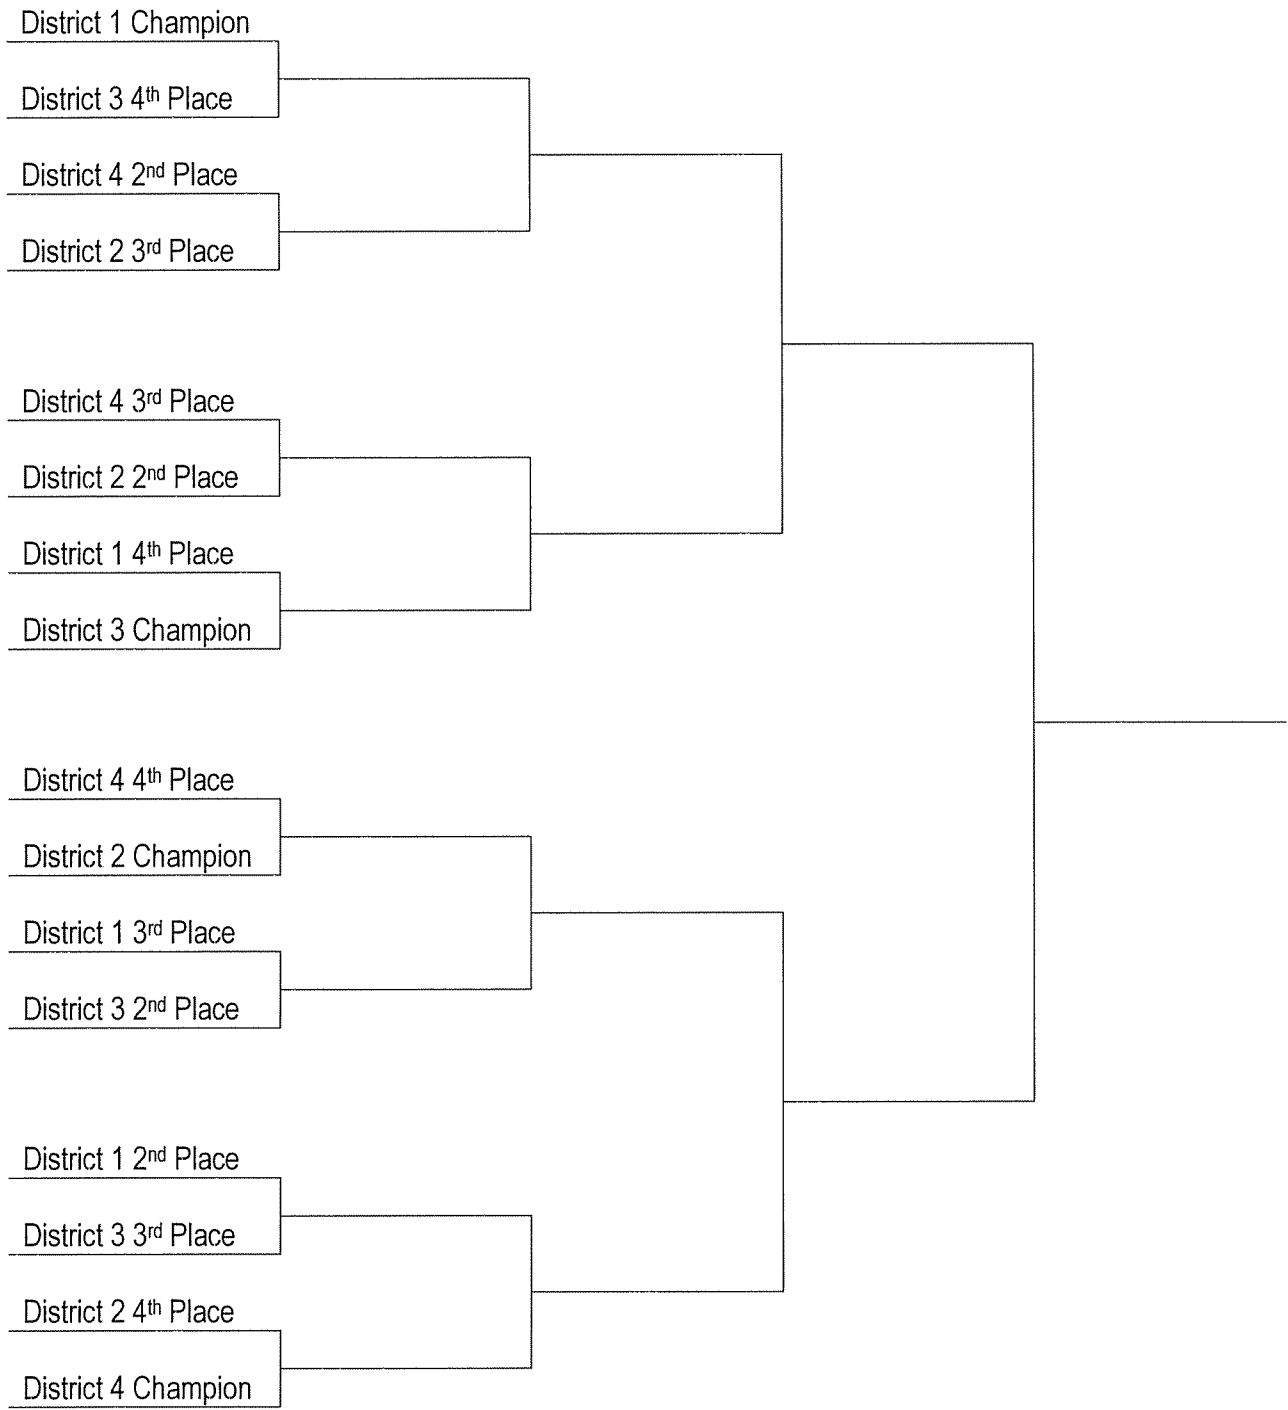 District 1 Champion
District 3 4th Place
District 4 2nd Place
District 2 3rd Place
District 4 3rd Place
District 2 2nd Place
District 1 4th Place
District 3 Champion
District 4 4th Place
District 2 Champion
District 1 3rd Place
District 3 2nd Place
District 1 2nd Place
District 3 3rd Place
District 2 4th Place
District 4 Champion